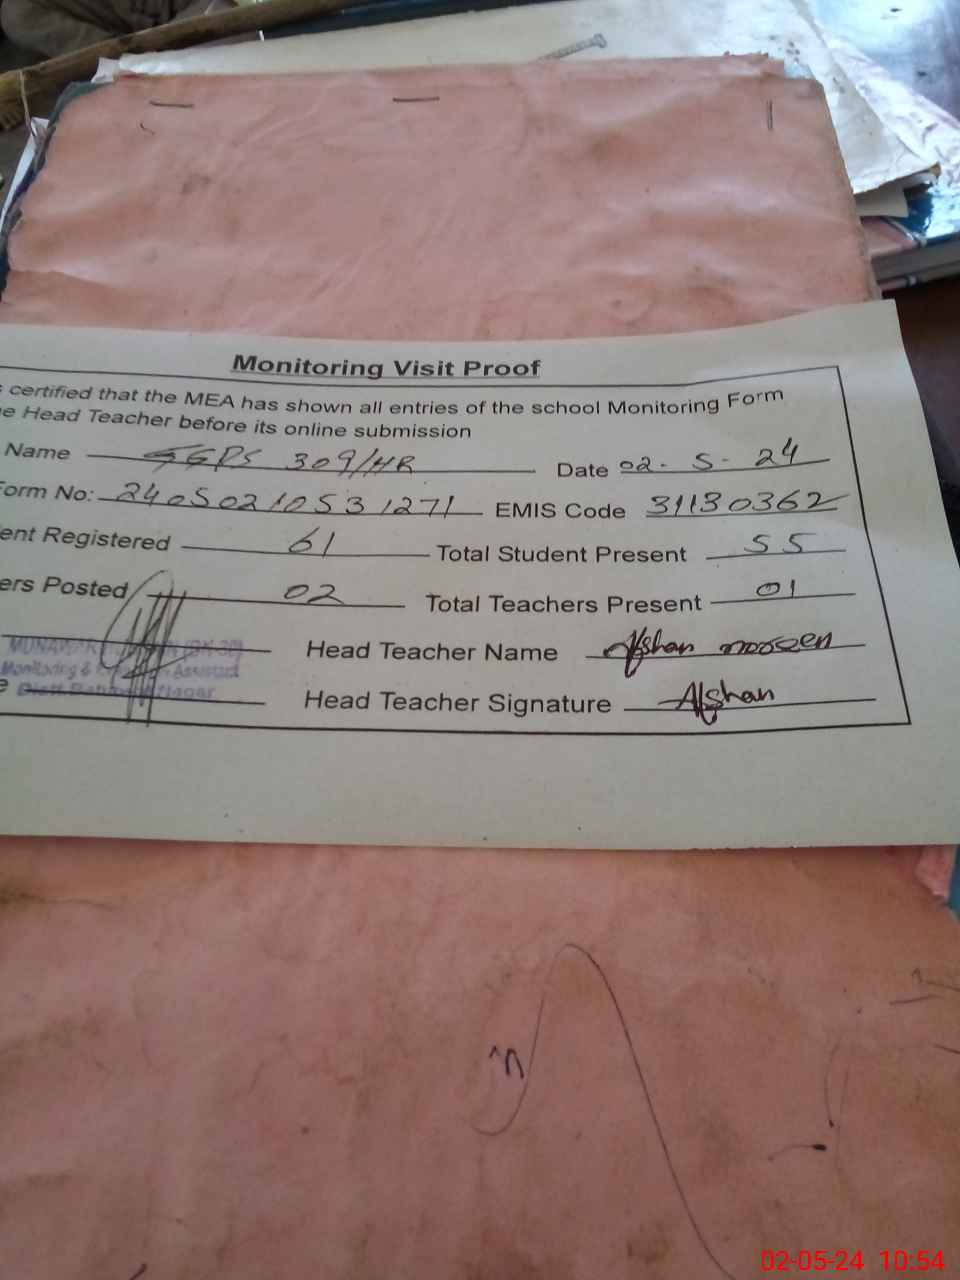 Monitoring Visit Proof
certified that the MEA has shown all entries of the school Monitoring Form
Head Teacher before its online submission
Name GGPS 309/HR Date 02-5-24
Form No: 24050210531271 EMIS Code 31130362
Registered 61 Total Student Present 55
Posted 02 Total Teachers Present 01
Head Teacher Name Afshan noreen
Monitoring &
Head Teacher Signature Afshan
02-05-24 10:54